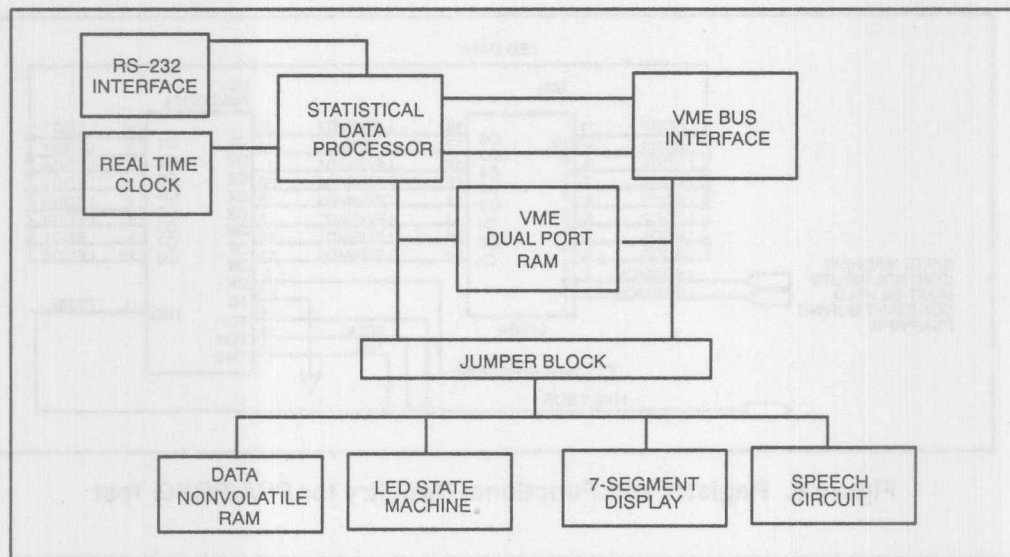 RS-232
INTERFACE
STATISTICAL
DATA
PROCESSOR
VME BUS
INTERFACE
REAL TIME
CLOCK
VME
DUAL PORT
RAM
JUMPER BLOCK
DATA
NONVOLATILE
RAM
LED STATE
MACHINE
7-SEGMENT
DISPLAY
SPEECH
CIRCUIT